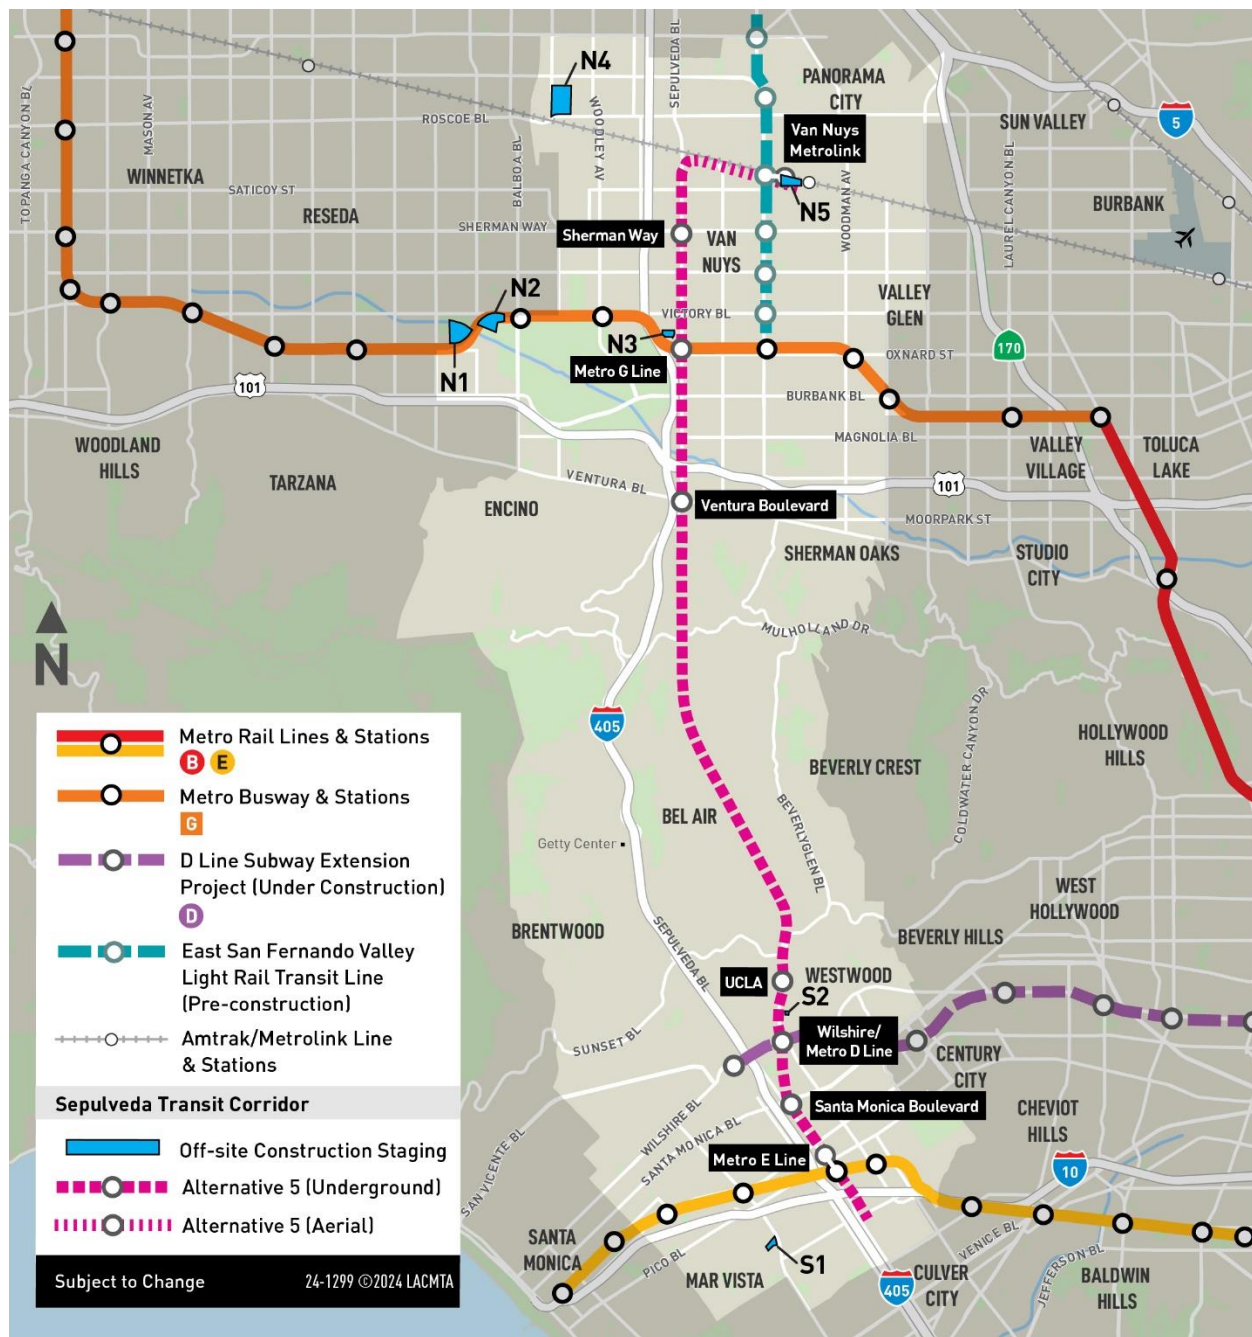 N4
SEPULVEDA BL
PANORAMA
CITY
TOPANGA CANYON BL
MASON AV
ROSCOE BL
WOODLEY AV
BALBOA BL
Van Nuys
Metrolink
SUN VALLEY
5
WINNETKA
SATICOY ST
RESEDA
SHERMAN WAY
Sherman Way
VAN
NUYS
N5
WOODMAN AV
LAUREL CANYON BL
BURBANK
N2
VICTORY BL
VALLEY
GLEN
N1
N3
Metro G Line
OXNARD ST
170
101
BURBANK BL
MAGNOLIA BL
WOODLAND
HILLS
TARZANA
VENTURA BL
VALLEY
VILLAGE
TOLUCA
LAKE
ENCINO
Ventura Boulevard
101
MOORPARK ST
SHERMAN OAKS
STUDIO
CITY
N
MULHOLLAND DR
405
COLDWATER CANYON DR
HOLLYWOOD
HILLS
BEVERLY CREST
BEL AIR
BEVERLYGLEN BL
Getty Center
WEST
HOLLYWOOD
BRENTWOOD
SEPULVEDA BL
BEVERLY HILLS
UCLA
WESTWOOD
S2
Wilshire/
Metro D Line
SUNSET BL
CENTURY
CITY
WILSHIRE BL
Santa Monica Boulevard
SANTA MONICA BL
CHEVIOT
HILLS
SAN VICENTE BL
Metro E Line
10
SANTA
MONICA
PICO BL
S1
MAR VISTA
VENICE BL
405
CULVER
CITY
JEFFERSON BL
BALDWIN
HILLS
Metro Rail Lines & Stations
B E
Metro Busway & Stations
G
D Line Subway Extension
Project (Under Construction)
D
East San Fernando Valley
Light Rail Transit Line
(Pre-construction)
Amtrak/Metrolink Line
& Stations
Sepulveda Transit Corridor
Off-site Construction Staging
Alternative 5 (Underground)
Alternative 5 (Aerial)
Subject to Change 24-1299 ©2024 LACMTA